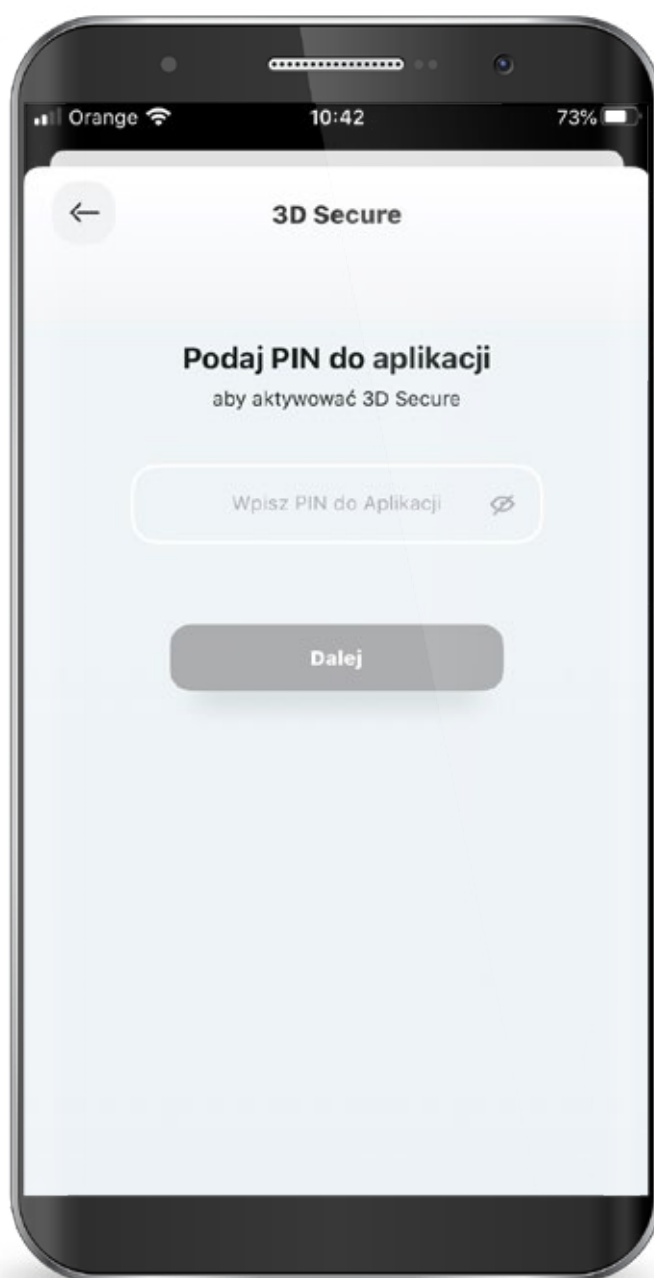 Orange 10:42 73%
3D Secure
Podaj PIN do aplikacji
aby aktywować 3D Secure
Wpisz PIN do Aplikacji
Dalej